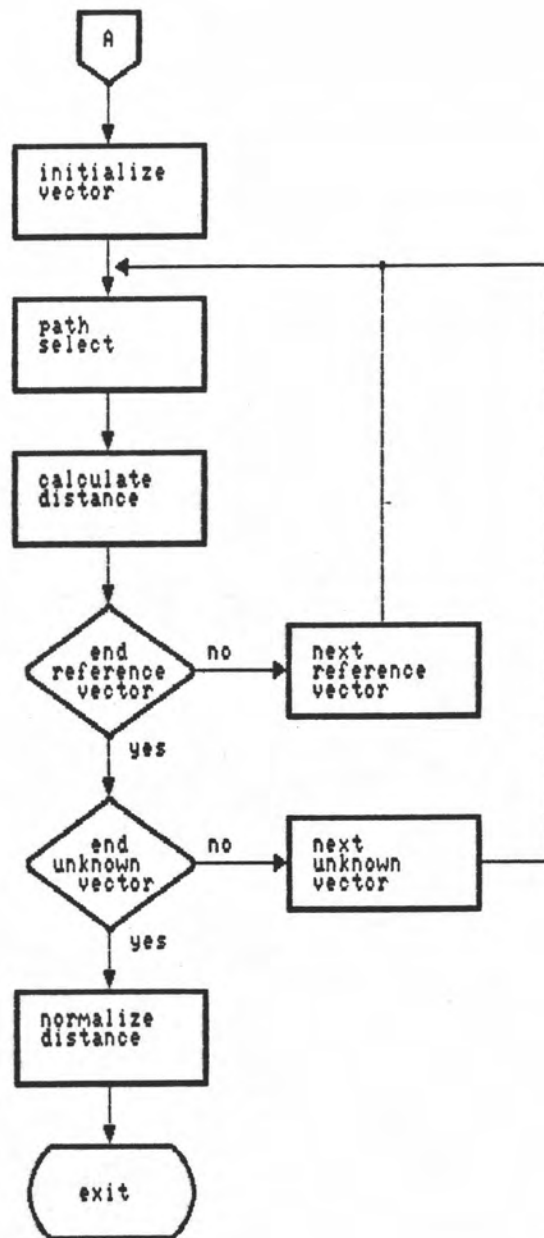 A
initialize
vector
path
select
calculate
distance
end
reference
vector
no
next
reference
vector
yes
end
unknown
vector
no
next
unknown
vector
yes
normalize
distance
exit